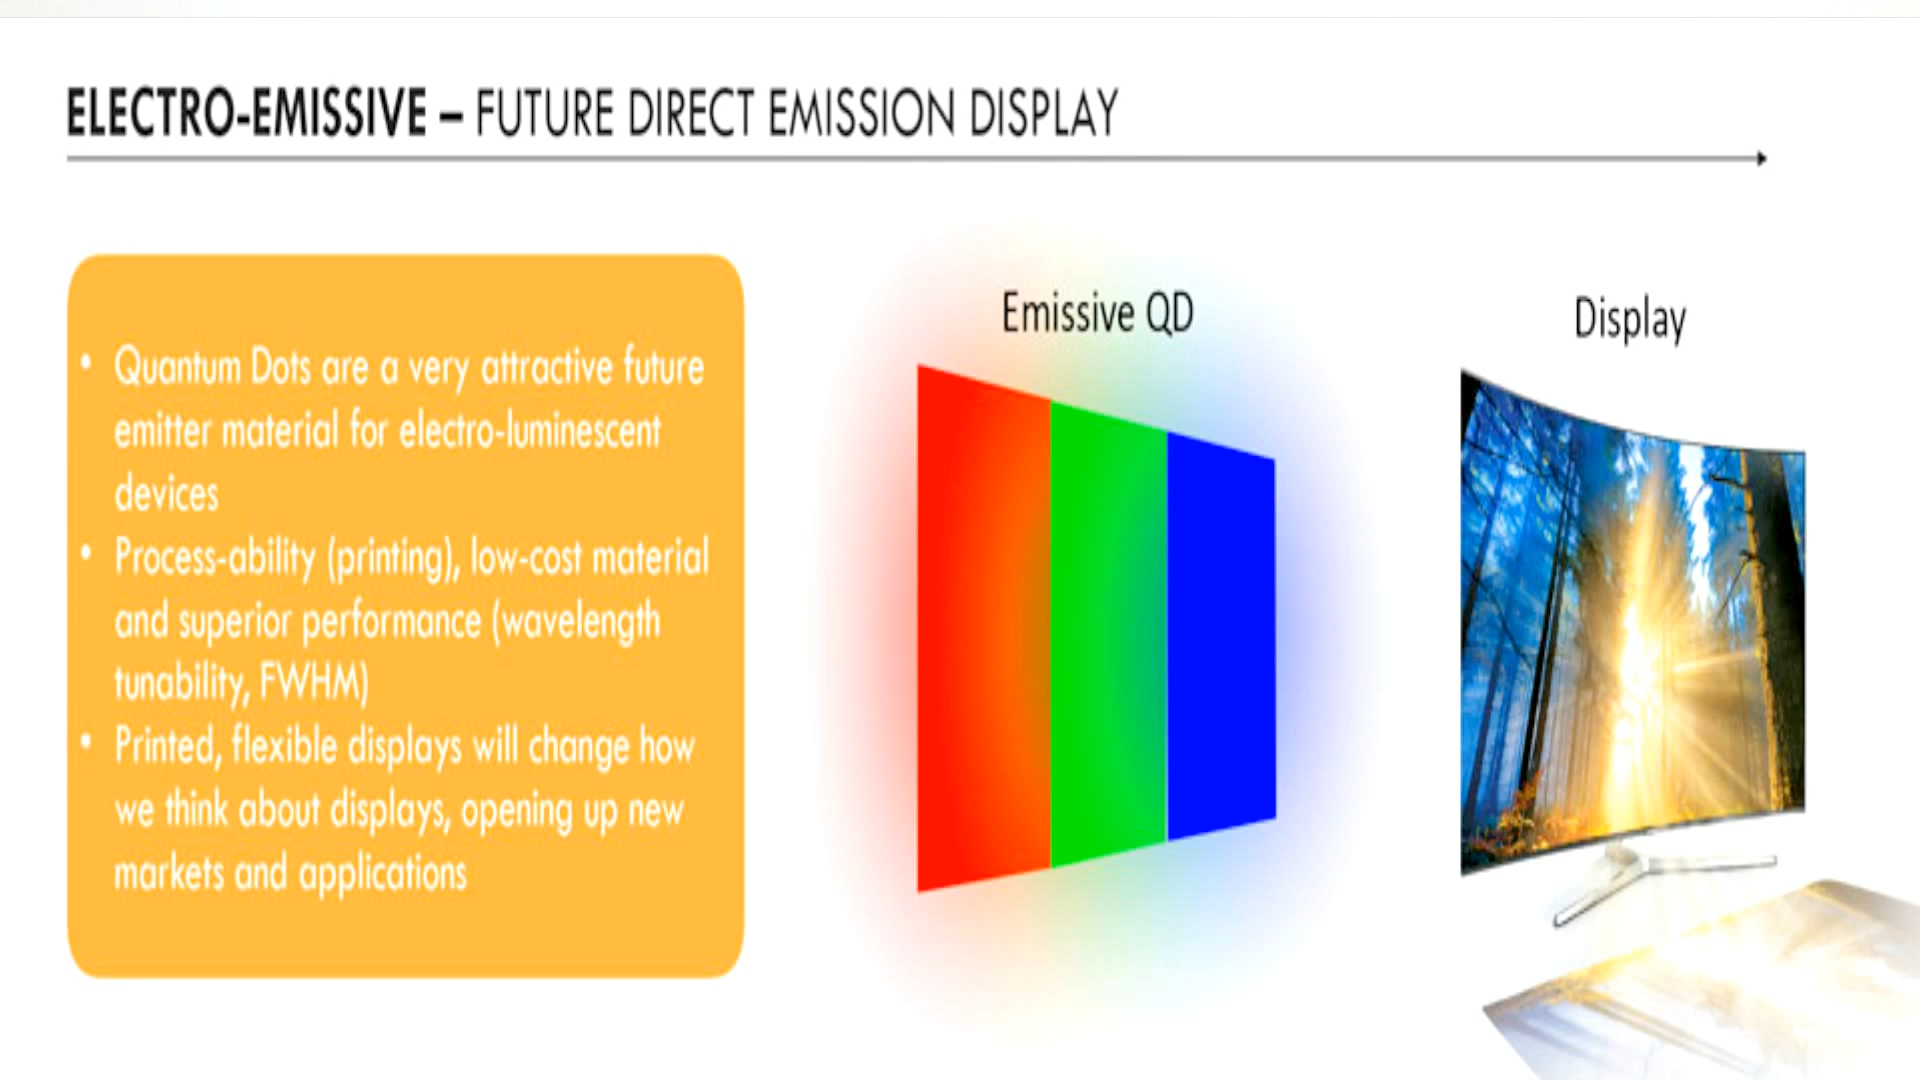 ELECTRO-EMISSIVE – FUTURE DIRECT EMISSION DISPLAY
• Quantum Dots are a very attractive future
emitter material for electro-luminescent
devices
• Process-ability (printing), low-cost material
and superior performance (wavelength
tunability, FWHM)
• Printed, flexible displays will change how
we think about displays, opening up new
markets and applications
Emissive QD
Display